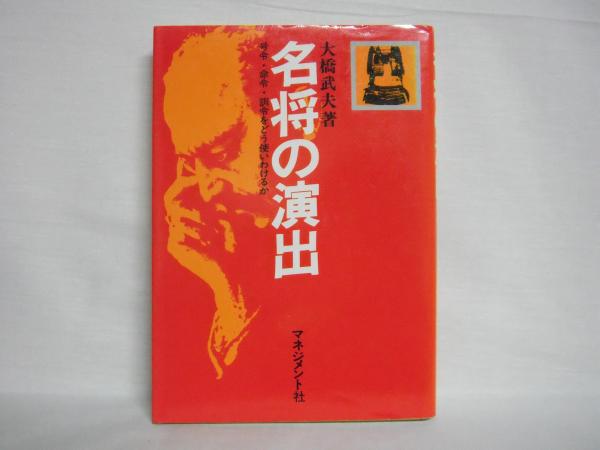 大橋武夫著
名将の演出
号令・命令・訓令をどう使いわけるか
マネジメント社